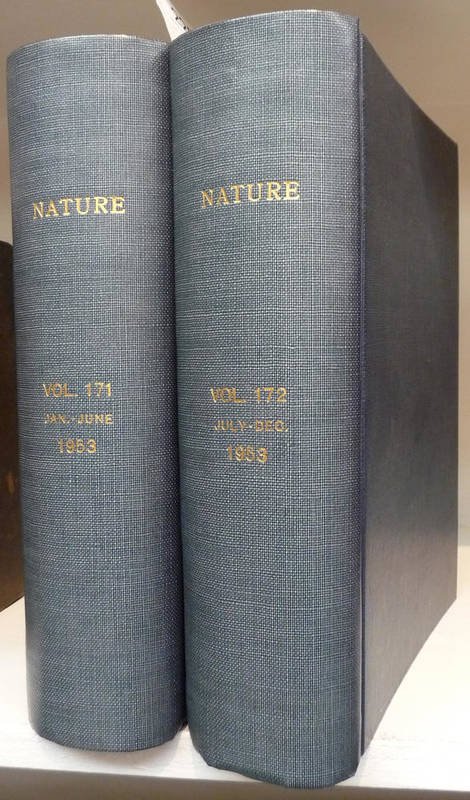 NATURE
VOL. 171
JAN.-JUNE
1953
NATURE
VOL. 172
JULY-DEC.
1953